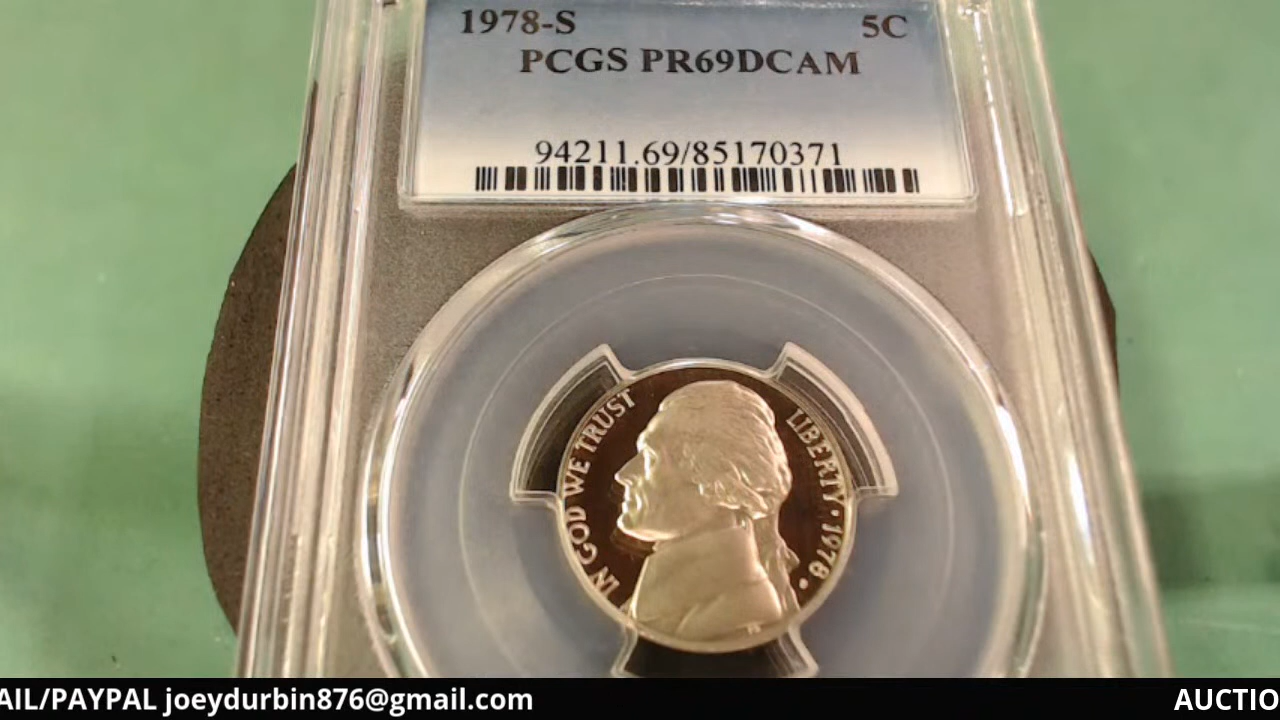 1978-S 5C
PCGS PR69DCAM
94211.69/85170371
IN GOD WE TRUST
LIBERTY • 1978 •
AIL/PAYPAL joeydurbin876@gmail.com
AUCTIO